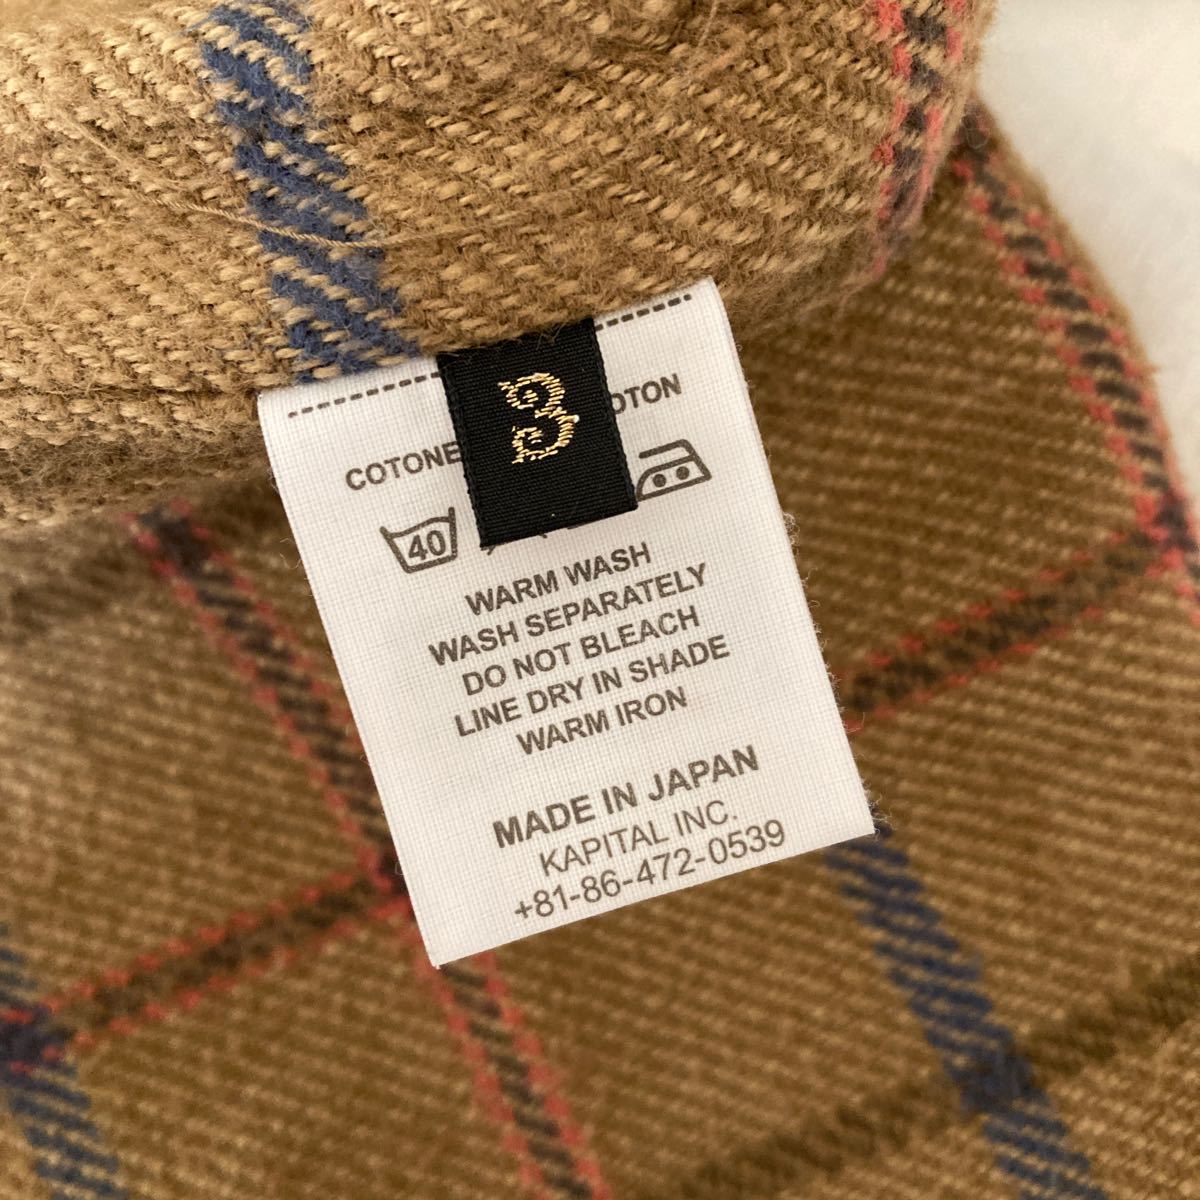 3
COTONE
40
WARM WASH
WASH SEPARATELY
DO NOT BLEACH
LINE DRY IN SHADE
WARM IRON
MADE IN JAPAN
KAPITAL INC.
+81-86-472-0539